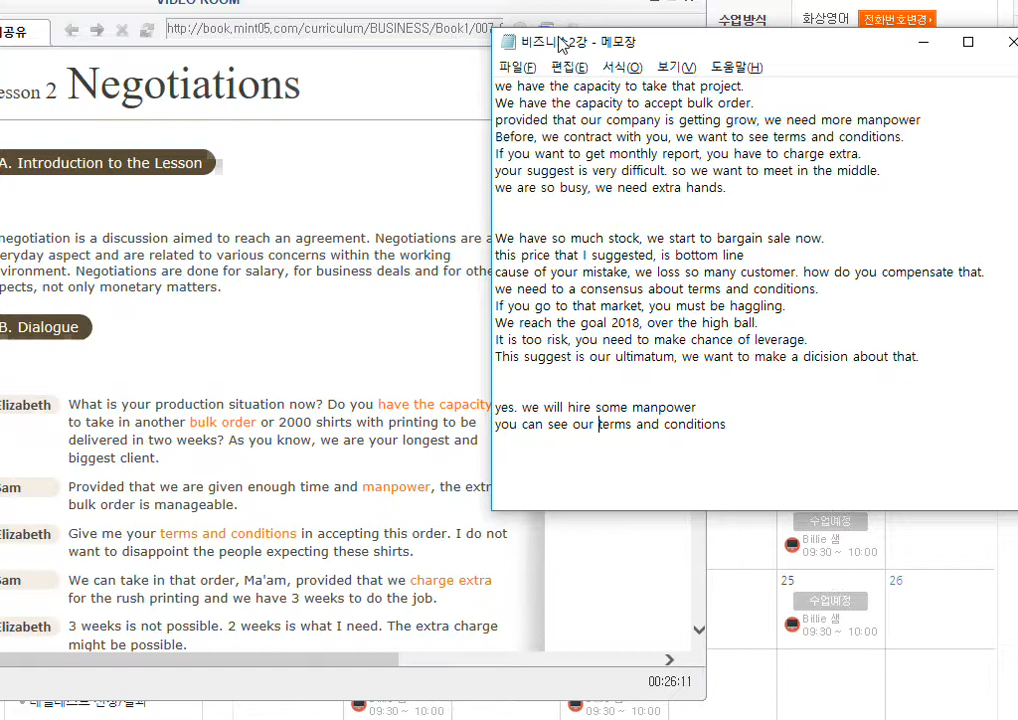 VIDEO ROOM
공유
http://book.mint05.com/curriculum/BUSINESS/Book1/007
esson 2 Negotiations
A. Introduction to the Lesson
negotiation is a discussion aimed to reach an agreement. Negotiations are a
eryday aspect and are related to various concerns within the working
vironment. Negotiations are done for salary, for business deals and for othe
pects, not only monetary matters.
B. Dialogue
lizabeth What is your production situation now? Do you have the capacity
to take in another bulk order or 2000 shirts with printing to be
delivered in two weeks? As you know, we are your longest and
biggest client.
am Provided that we are given enough time and manpower, the extr
bulk order is manageable.
lizabeth Give me your terms and conditions in accepting this order. I do not
want to disappoint the people expecting these shirts.
am We can take in that order, Ma'am, provided that we charge extra
for the rush printing and we have 3 weeks to do the job.
lizabeth 3 weeks is not possible. 2 weeks is what I need. The extra charge
might be possible.
00:26:11
수업방식 화상영어 전화번호변경
비즈니스 2강 - 메모장
파일(F) 편집(E) 서식(O) 보기(V) 도움말(H)
we have the capacity to take that project.
We have the capacity to accept bulk order.
provided that our company is getting grow, we need more manpower
Before, we contract with you, we want to see terms and conditions.
If you want to get monthly report, you have to charge extra.
your suggest is very difficult. so we want to meet in the middle.
we are so busy, we need extra hands.
We have so much stock, we start to bargain sale now.
this price that I suggested, is bottom line
cause of your mistake, we loss so many customer. how do you compensate that.
we need to a consensus about terms and conditions.
If you go to that market, you must be haggling.
We reach the goal 2018, over the high ball.
It is too risk, you need to make chance of leverage.
This suggest is our ultimatum, we want to make a dicision about that.
yes. we will hire some manpower
you can see our terms and conditions
수업예정
Billie 샘
09:30 ~ 10:00
25 26
수업예정
Billie 샘
09:30 ~ 10:00
09:30 ~ 10:00 09:30 ~ 10:00